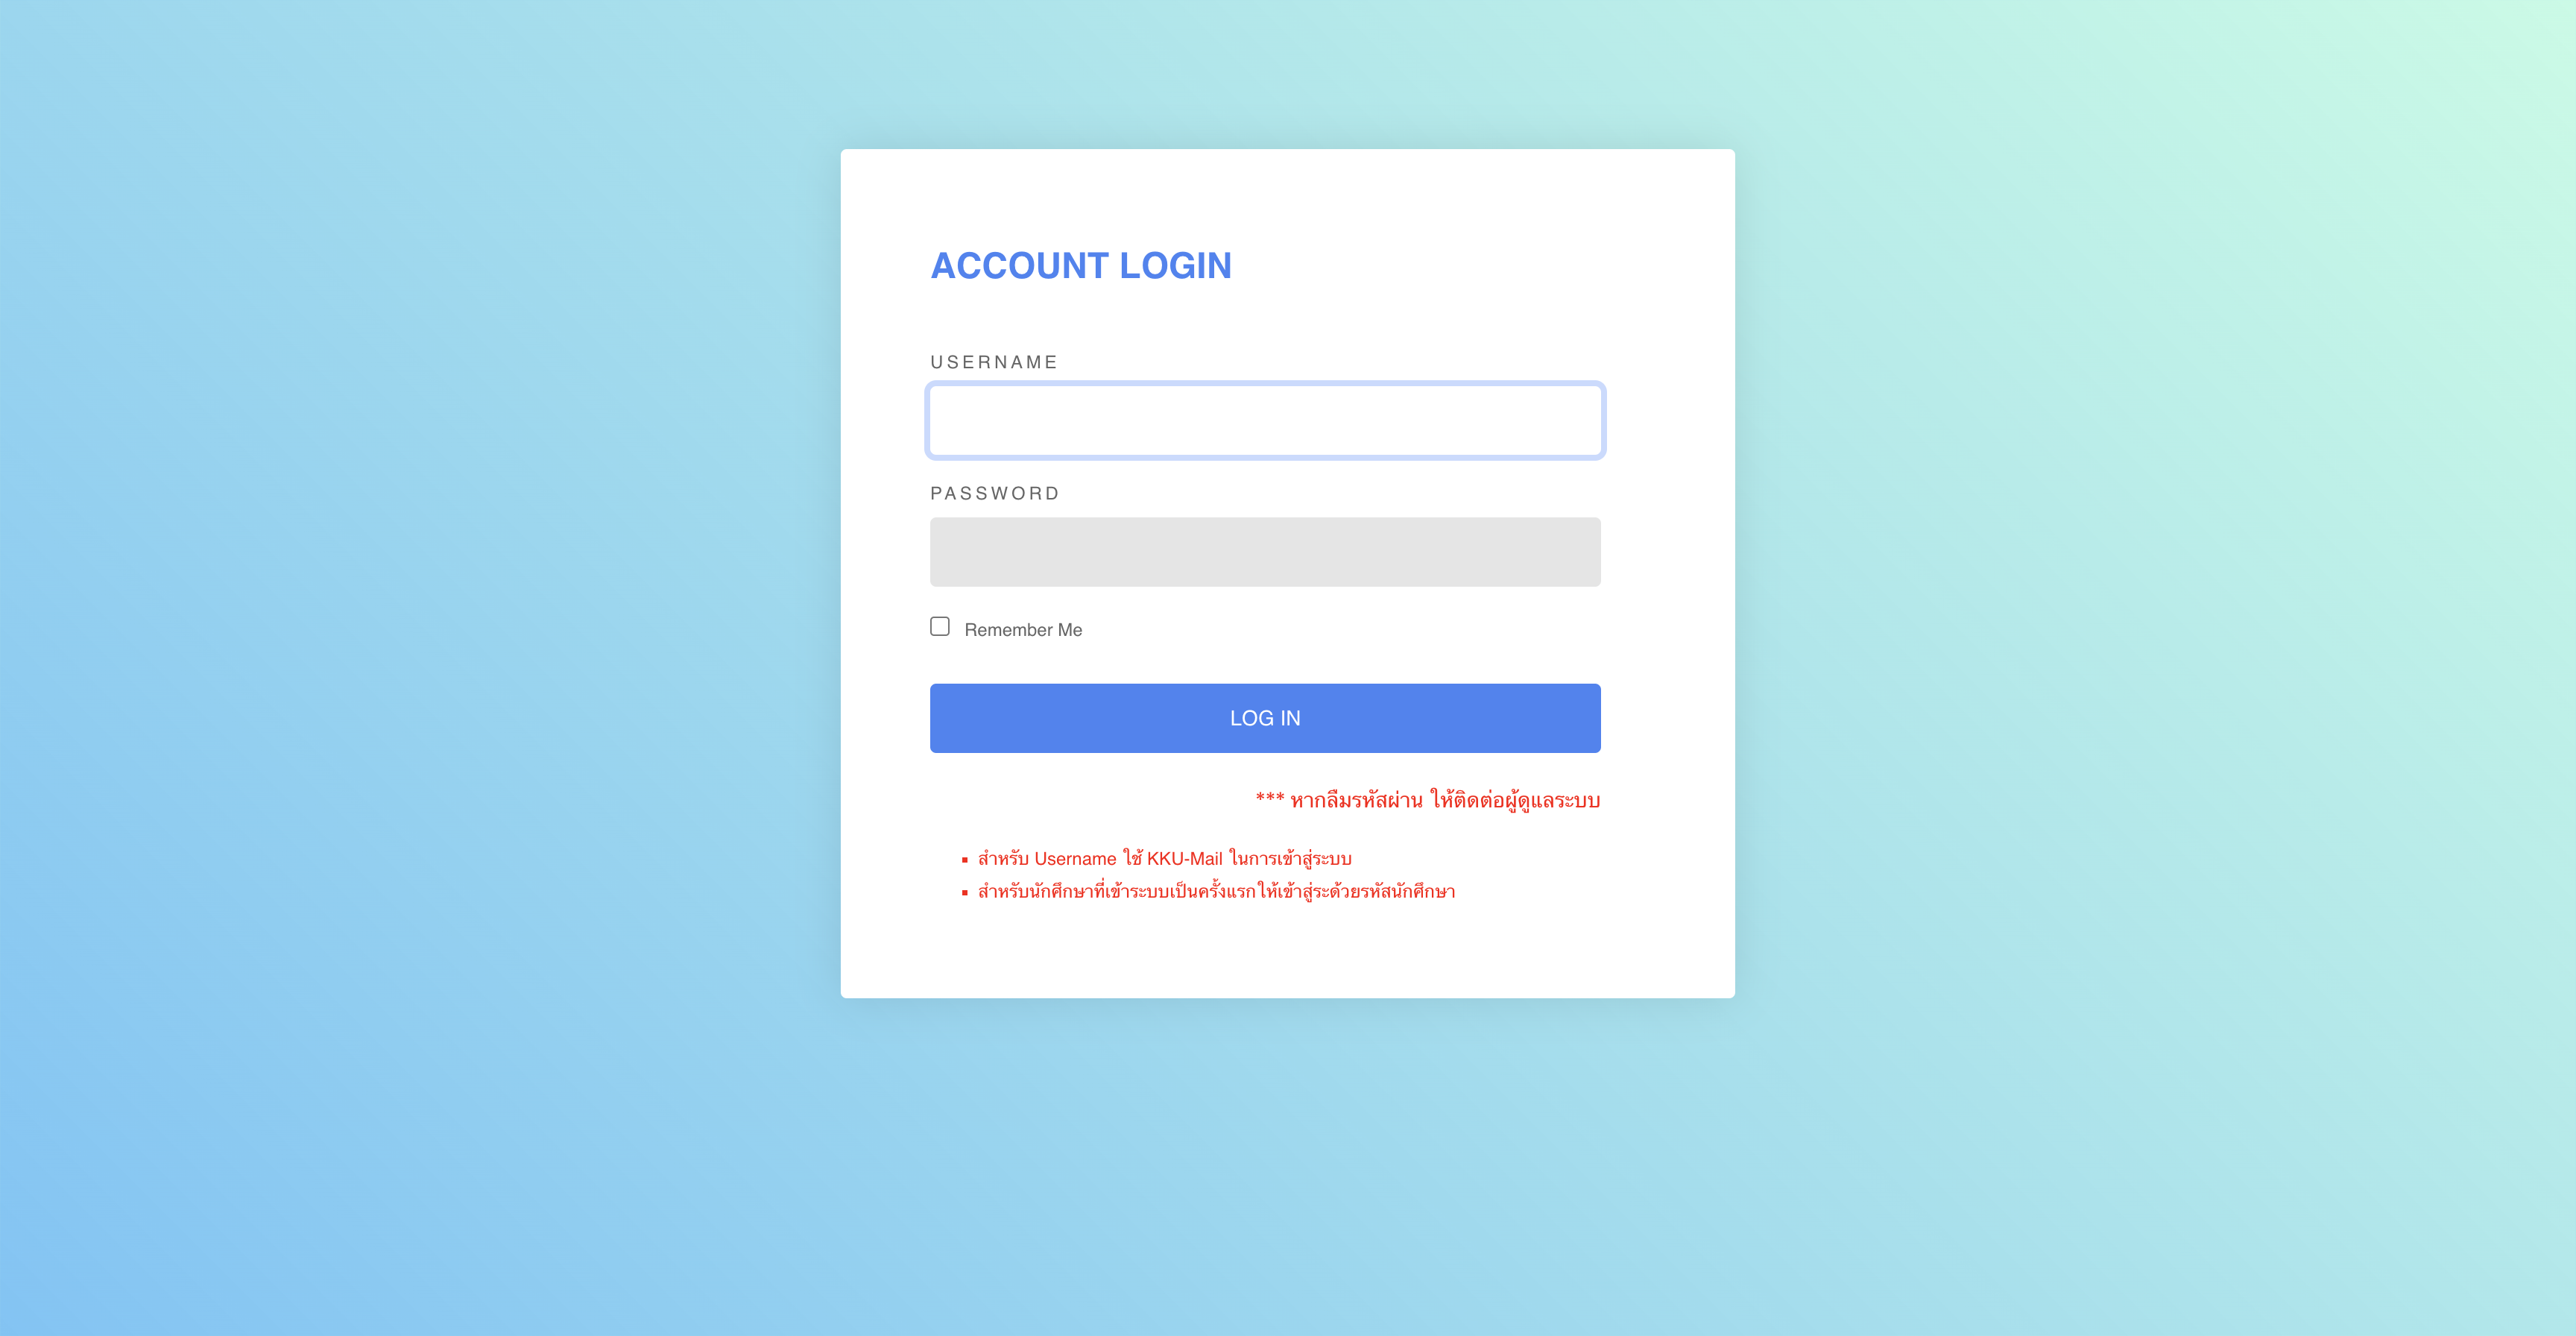 ACCOUNT LOGIN
USERNAME
PASSWORD
Remember Me
LOG IN
*** หากลืมรหัสผ่าน ให้ติดต่อผู้ดูแลระบบ
▪ สำหรับ Username ใช้ KKU-Mail ในการเข้าสู่ระบบ
▪ สำหรับนักศึกษาที่เข้าระบบเป็นครั้งแรกให้เข้าสู่ระด้วยรหัสนักศึกษา